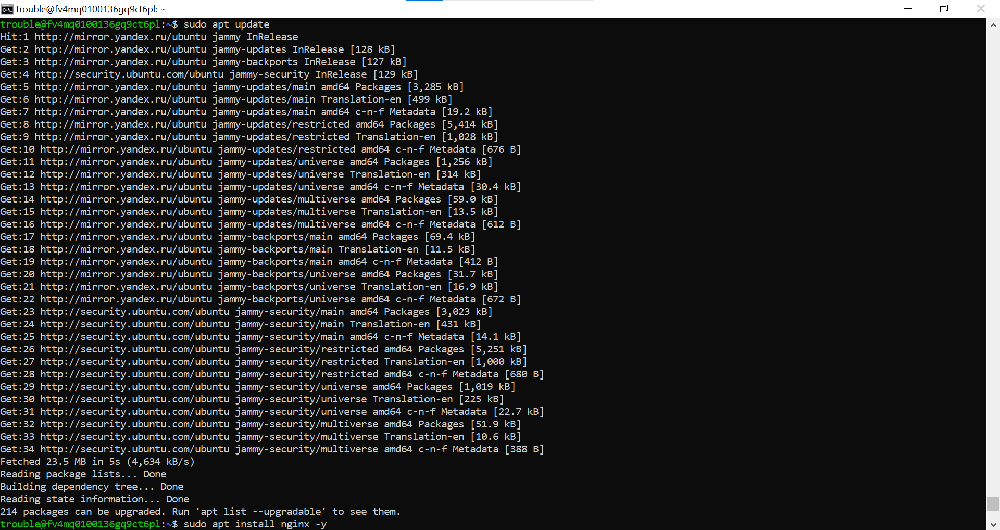 trouble@fv4mq0100136gq9ct6pl: ~
trouble@fv4mq0100136gq9ct6pl:~$ sudo apt update
Hit:1 http://mirror.yandex.ru/ubuntu jammy InRelease
Get:2 http://mirror.yandex.ru/ubuntu jammy-updates InRelease [128 kB]
Get:3 http://mirror.yandex.ru/ubuntu jammy-backports InRelease [127 kB]
Get:4 http://security.ubuntu.com/ubuntu jammy-security InRelease [129 kB]
Get:5 http://mirror.yandex.ru/ubuntu jammy-updates/main amd64 Packages [3,285 kB]
Get:6 http://mirror.yandex.ru/ubuntu jammy-updates/main Translation-en [499 kB]
Get:7 http://mirror.yandex.ru/ubuntu jammy-updates/main amd64 c-n-f Metadata [19.2 kB]
Get:8 http://mirror.yandex.ru/ubuntu jammy-updates/restricted amd64 Packages [5,414 kB]
Get:9 http://mirror.yandex.ru/ubuntu jammy-updates/restricted Translation-en [1,028 kB]
Get:10 http://mirror.yandex.ru/ubuntu jammy-updates/restricted amd64 c-n-f Metadata [676 B]
Get:11 http://mirror.yandex.ru/ubuntu jammy-updates/universe amd64 Packages [1,256 kB]
Get:12 http://mirror.yandex.ru/ubuntu jammy-updates/universe Translation-en [314 kB]
Get:13 http://mirror.yandex.ru/ubuntu jammy-updates/universe amd64 c-n-f Metadata [30.4 kB]
Get:14 http://mirror.yandex.ru/ubuntu jammy-updates/multiverse amd64 Packages [59.0 kB]
Get:15 http://mirror.yandex.ru/ubuntu jammy-updates/multiverse Translation-en [13.5 kB]
Get:16 http://mirror.yandex.ru/ubuntu jammy-updates/multiverse amd64 c-n-f Metadata [612 B]
Get:17 http://mirror.yandex.ru/ubuntu jammy-backports/main amd64 Packages [69.4 kB]
Get:18 http://mirror.yandex.ru/ubuntu jammy-backports/main Translation-en [11.5 kB]
Get:19 http://mirror.yandex.ru/ubuntu jammy-backports/main amd64 c-n-f Metadata [412 B]
Get:20 http://mirror.yandex.ru/ubuntu jammy-backports/universe amd64 Packages [31.7 kB]
Get:21 http://mirror.yandex.ru/ubuntu jammy-backports/universe Translation-en [16.9 kB]
Get:22 http://mirror.yandex.ru/ubuntu jammy-backports/universe amd64 c-n-f Metadata [672 B]
Get:23 http://security.ubuntu.com/ubuntu jammy-security/main amd64 Packages [3,023 kB]
Get:24 http://security.ubuntu.com/ubuntu jammy-security/main Translation-en [431 kB]
Get:25 http://security.ubuntu.com/ubuntu jammy-security/main amd64 c-n-f Metadata [14.1 kB]
Get:26 http://security.ubuntu.com/ubuntu jammy-security/restricted amd64 Packages [5,251 kB]
Get:27 http://security.ubuntu.com/ubuntu jammy-security/restricted Translation-en [1,000 kB]
Get:28 http://security.ubuntu.com/ubuntu jammy-security/restricted amd64 c-n-f Metadata [680 B]
Get:29 http://security.ubuntu.com/ubuntu jammy-security/universe amd64 Packages [1,019 kB]
Get:30 http://security.ubuntu.com/ubuntu jammy-security/universe Translation-en [225 kB]
Get:31 http://security.ubuntu.com/ubuntu jammy-security/universe amd64 c-n-f Metadata [22.7 kB]
Get:32 http://security.ubuntu.com/ubuntu jammy-security/multiverse amd64 Packages [51.9 kB]
Get:33 http://security.ubuntu.com/ubuntu jammy-security/multiverse Translation-en [10.6 kB]
Get:34 http://security.ubuntu.com/ubuntu jammy-security/multiverse amd64 c-n-f Metadata [388 B]
Fetched 23.5 MB in 5s (4,634 kB/s)
Reading package lists... Done
Building dependency tree... Done
Reading state information... Done
214 packages can be upgraded. Run 'apt list --upgradable' to see them.
trouble@fv4mq0100136gq9ct6pl:~$ sudo apt install nginx -y